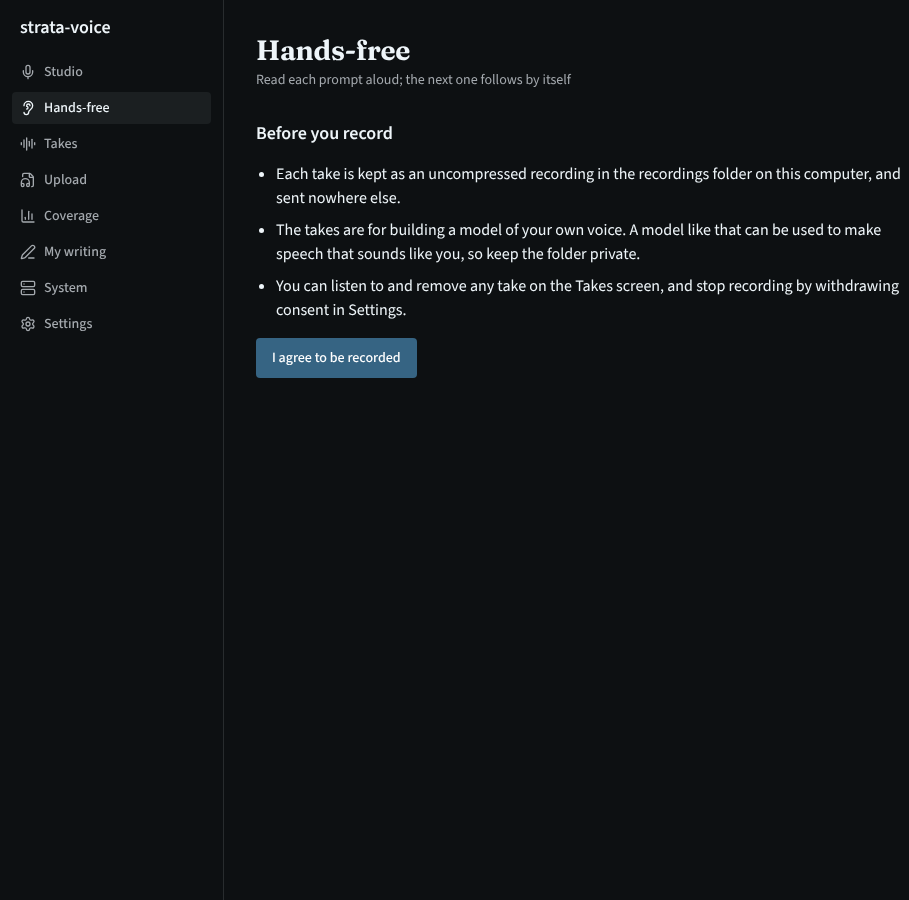 strata-voice
Studio
Hands-free
Takes
Upload
Coverage
My writing
System
Settings
Hands-free
Read each prompt aloud; the next one follows by itself
Before you record
Each take is kept as an uncompressed recording in the recordings folder on this computer, and
sent nowhere else.
The takes are for building a model of your own voice. A model like that can be used to make
speech that sounds like you, so keep the folder private.
You can listen to and remove any take on the Takes screen, and stop recording by withdrawing
consent in Settings.
I agree to be recorded